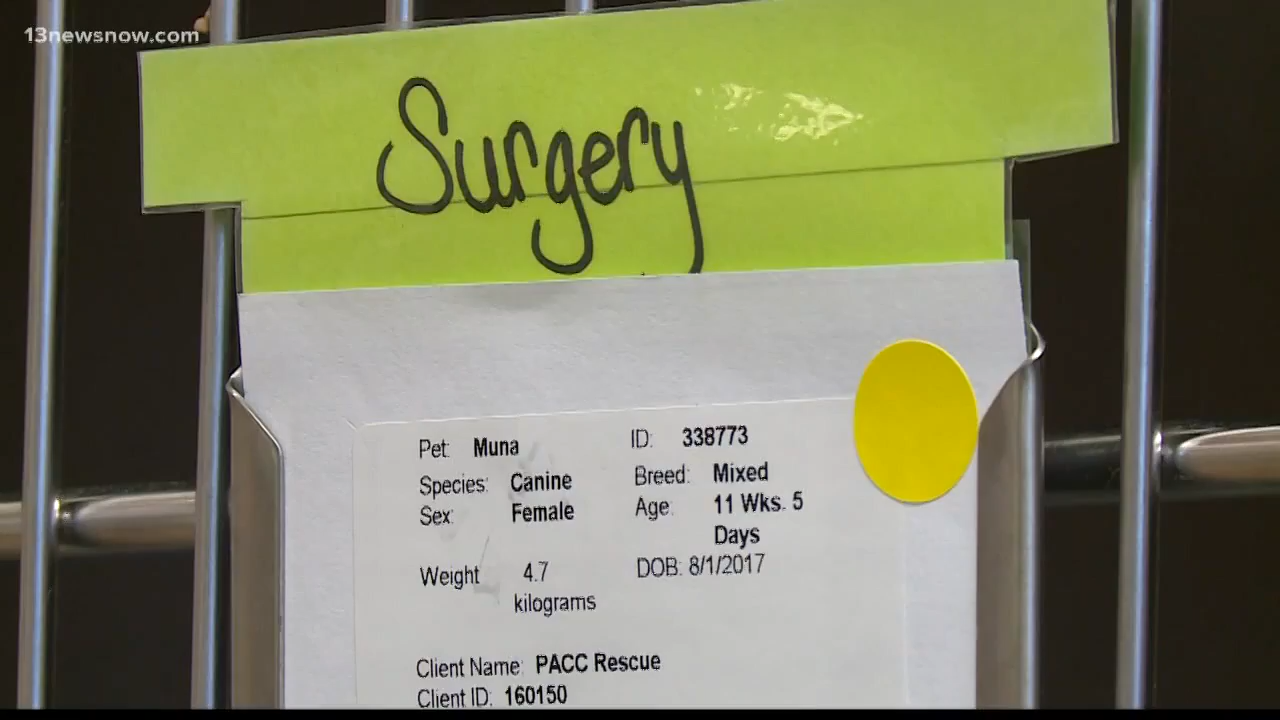 13newsnow.com
Surgery
Pet: Muna ID: 338773
Species: Canine Breed: Mixed
Sex: Female Age: 11 Wks. 5
Days
Weight 4.7 DOB: 8/1/2017
kilograms
Client Name: PACC Rescue
Client ID: 160150